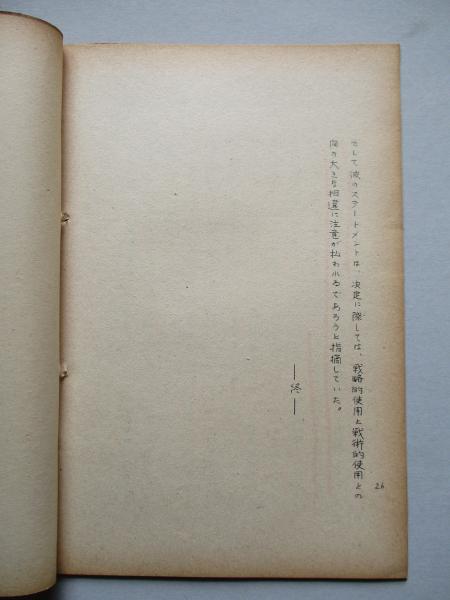 そして彼のステートメントは、決定に際しては、戦略的使用と戦術的使用との
間の大きな相違に注意が払われるであろうと指摘していた。
―終―
26